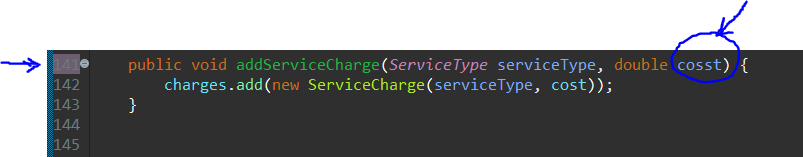 141 public void addServiceCharge(ServiceType serviceType, double cosst) {
142 charges.add(new ServiceCharge(serviceType, cost));
143 }
144
145